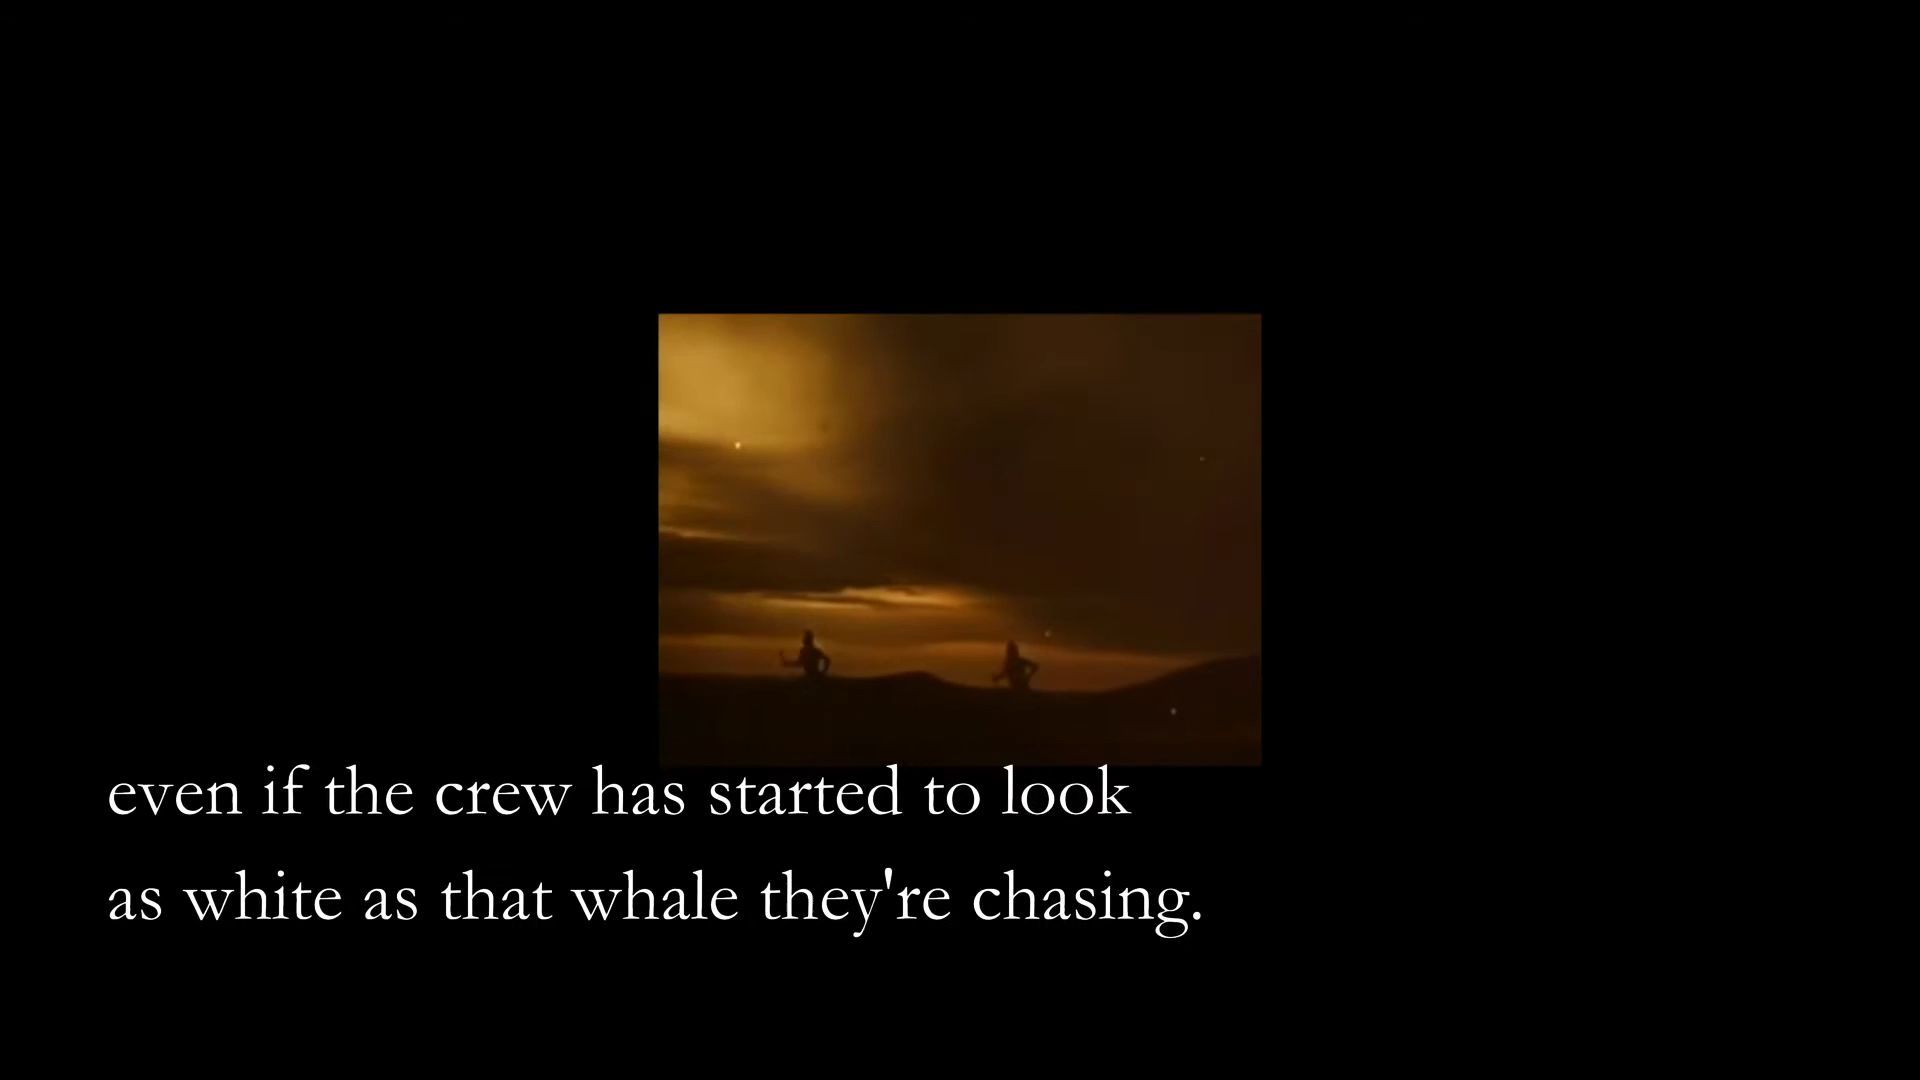 even if the crew has started to look
as white as that whale they're chasing.